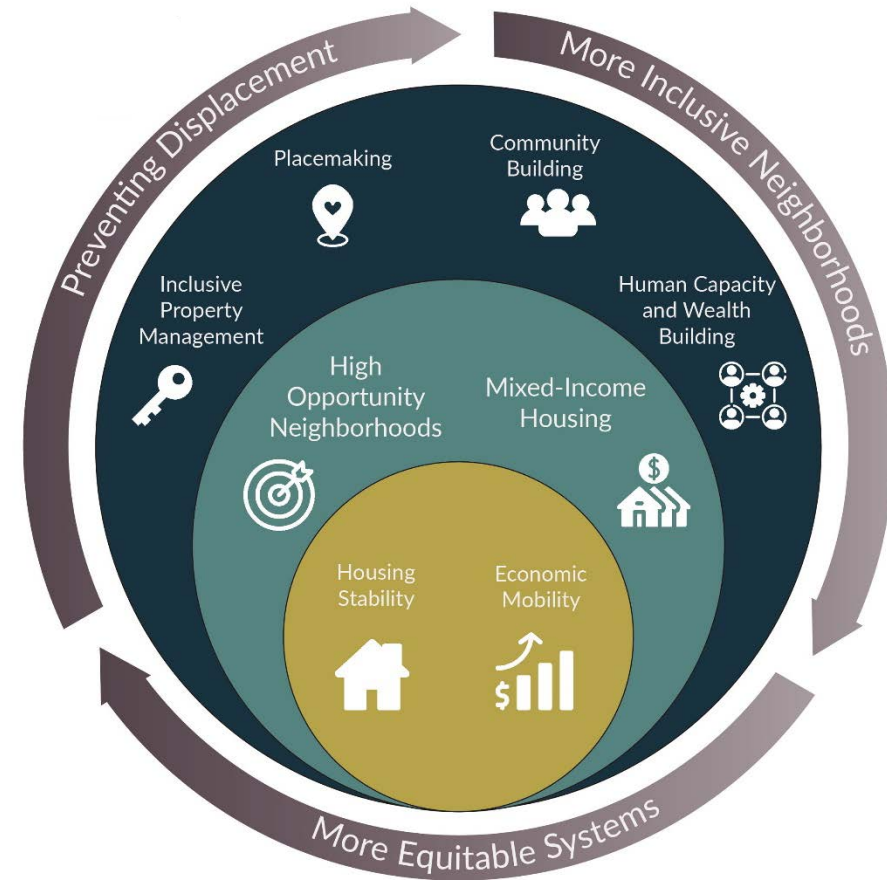 Preventing Displacement
More Inclusive Neighborhoods
Placemaking
Community
Building
Inclusive
Property
Management
Human Capacity
and Wealth
Building
High
Opportunity
Neighborhoods
Mixed-Income
Housing
$
Housing
Stability
Economic
Mobility
$
More Equitable Systems